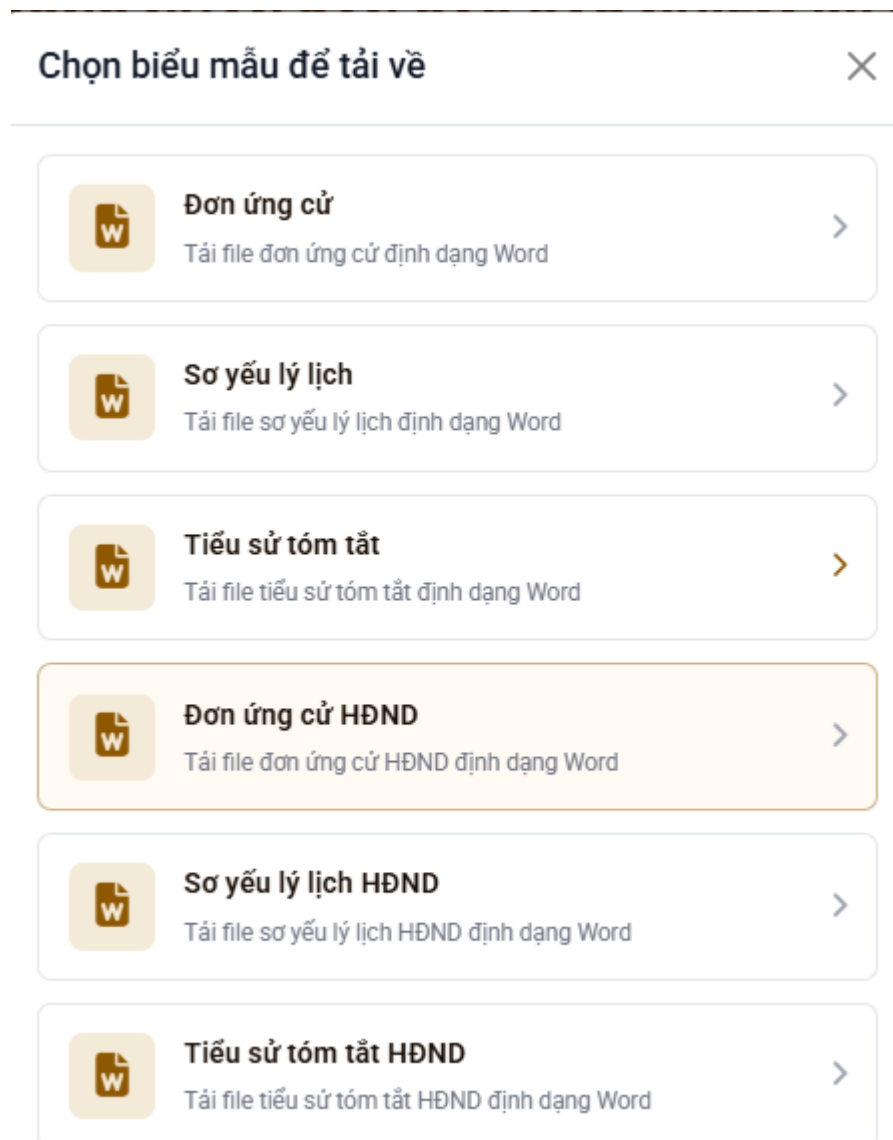 Chọn biểu mẫu để tải về
Đơn ứng cử
Tải file đơn ứng cử định dạng Word
Sơ yếu lý lịch
Tải file sơ yếu lý lịch định dạng Word
Tiểu sử tóm tắt
Tải file tiểu sử tóm tắt định dạng Word
Đơn ứng cử HĐND
Tải file đơn ứng cử HĐND định dạng Word
Sơ yếu lý lịch HĐND
Tải file sơ yếu lý lịch HĐND định dạng Word
Tiểu sử tóm tắt HĐND
Tải file tiểu sử tóm tắt HĐND định dạng Word